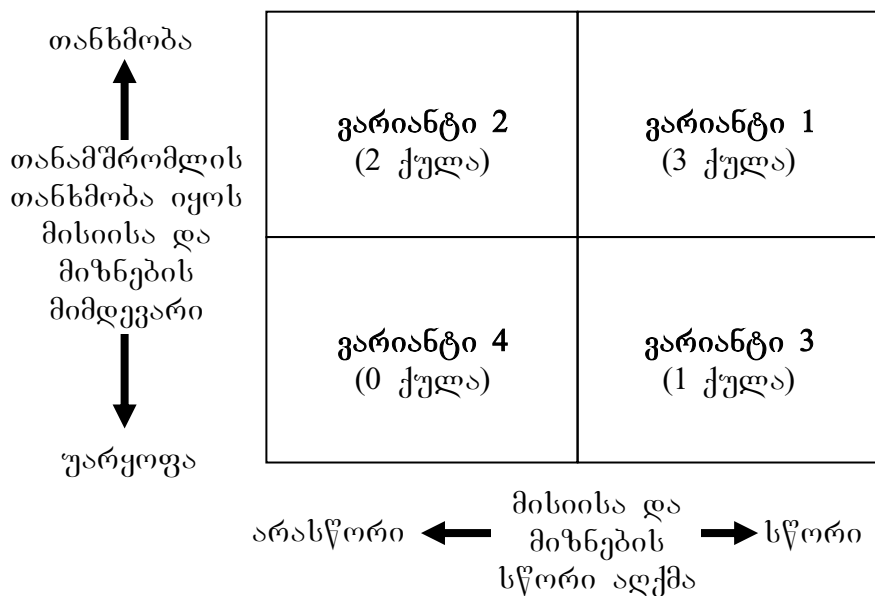 თანხმობა
თანამშრომლის
თანხმობა იყოს
მისიისა და
მიზნების
მიმდევარი
უარყოფა
ვარიანტი 2
(2 ქულა)
ვარიანტი 1
(3 ქულა)
ვარიანტი 4
(0 ქულა)
ვარიანტი 3
(1 ქულა)
არასწორი
მისიისა და
მიზნების
სწორი აღქმა
სწორი